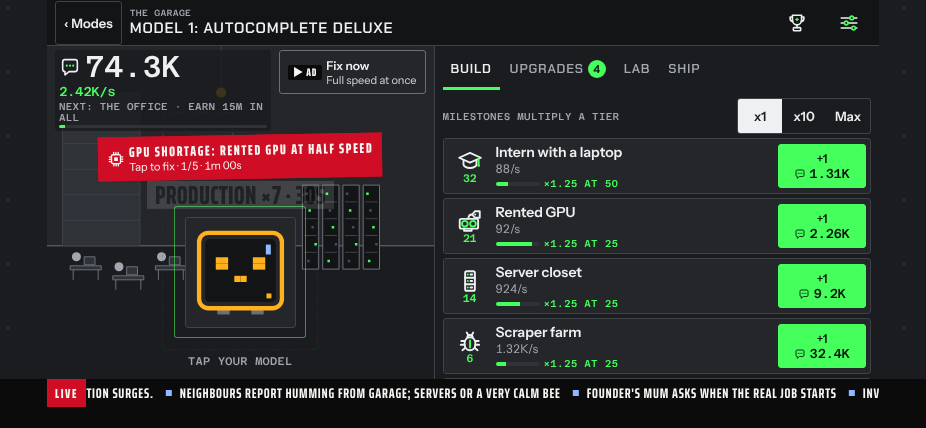 ‹ Modes
THE GARAGE
MODEL 1: AUTOCOMPLETE DELUXE
74.3K
2.42K/s
NEXT: THE OFFICE · EARN 15M IN
ALL
AD
Fix now
Full speed at once
GPU SHORTAGE: RENTED GPU AT HALF SPEED
Tap to fix · 1/5 · 1m 00s
PRODUCTION ×7 · 30S
TAP YOUR MODEL
BUILD
UPGRADES 4
LAB
SHIP
MILESTONES MULTIPLY A TIER
x1
x10
Max
Intern with a laptop
88/s
32
×1.25 AT 50
+1
1.31K
Rented GPU
92/s
21
×1.25 AT 25
+1
2.26K
Server closet
924/s
14
×1.25 AT 25
+1
9.2K
Scraper farm
1.32K/s
6
×1.25 AT 25
+1
32.4K
LIVE
TION SURGES. ■ NEIGHBOURS REPORT HUMMING FROM GARAGE; SERVERS OR A VERY CALM BEE ■ FOUNDER'S MUM ASKS WHEN THE REAL JOB STARTS ■ INV